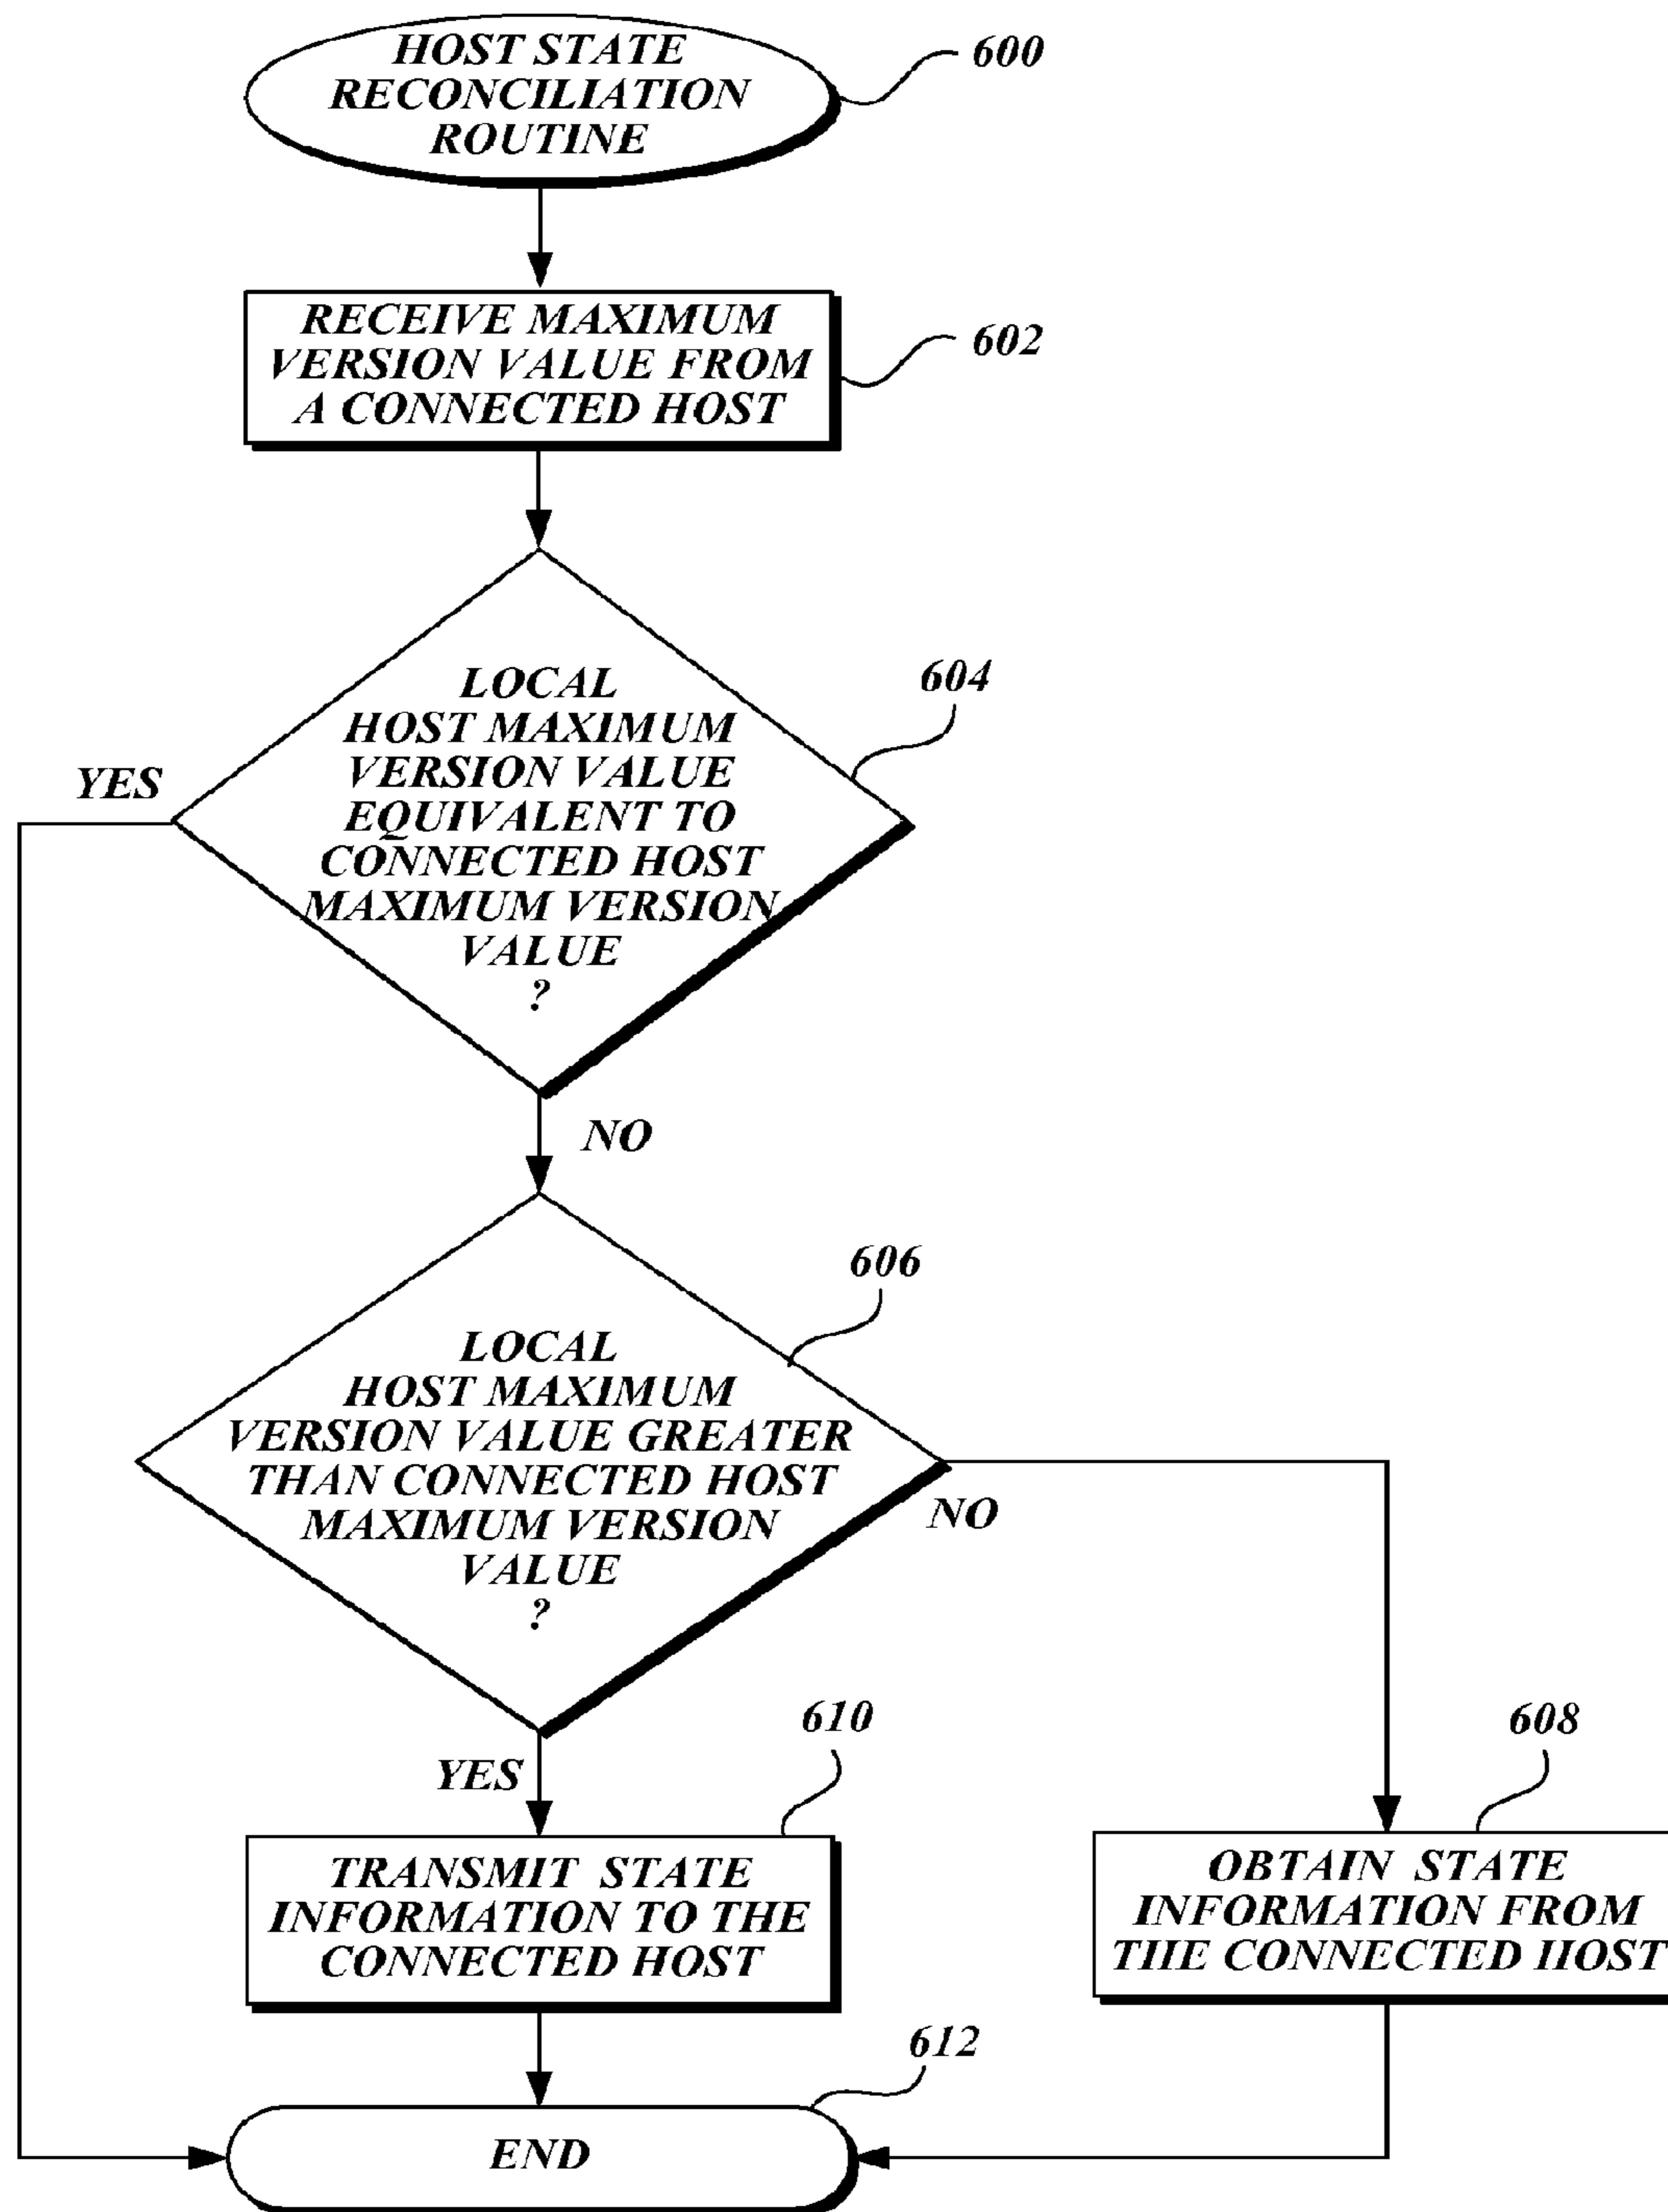 HOST STATE
RECONCILIATION
ROUTINE
600
RECEIVE MAXIMUM
VERSION VALUE FROM
A CONNECTED HOST
602
LOCAL
HOST MAXIMUM
VERSION VALUE
EQUIVALENT TO
CONNECTED HOST
MAXIMUM VERSION
VALUE
?
604
YES
NO
606
LOCAL
HOST MAXIMUM
VERSION VALUE GREATER
THAN CONNECTED HOST
MAXIMUM VERSION
VALUE
?
NO
YES
610
608
TRANSMIT STATE
INFORMATION TO THE
CONNECTED HOST
OBTAIN STATE
INFORMATION FROM
THE CONNECTED HOST
612
END